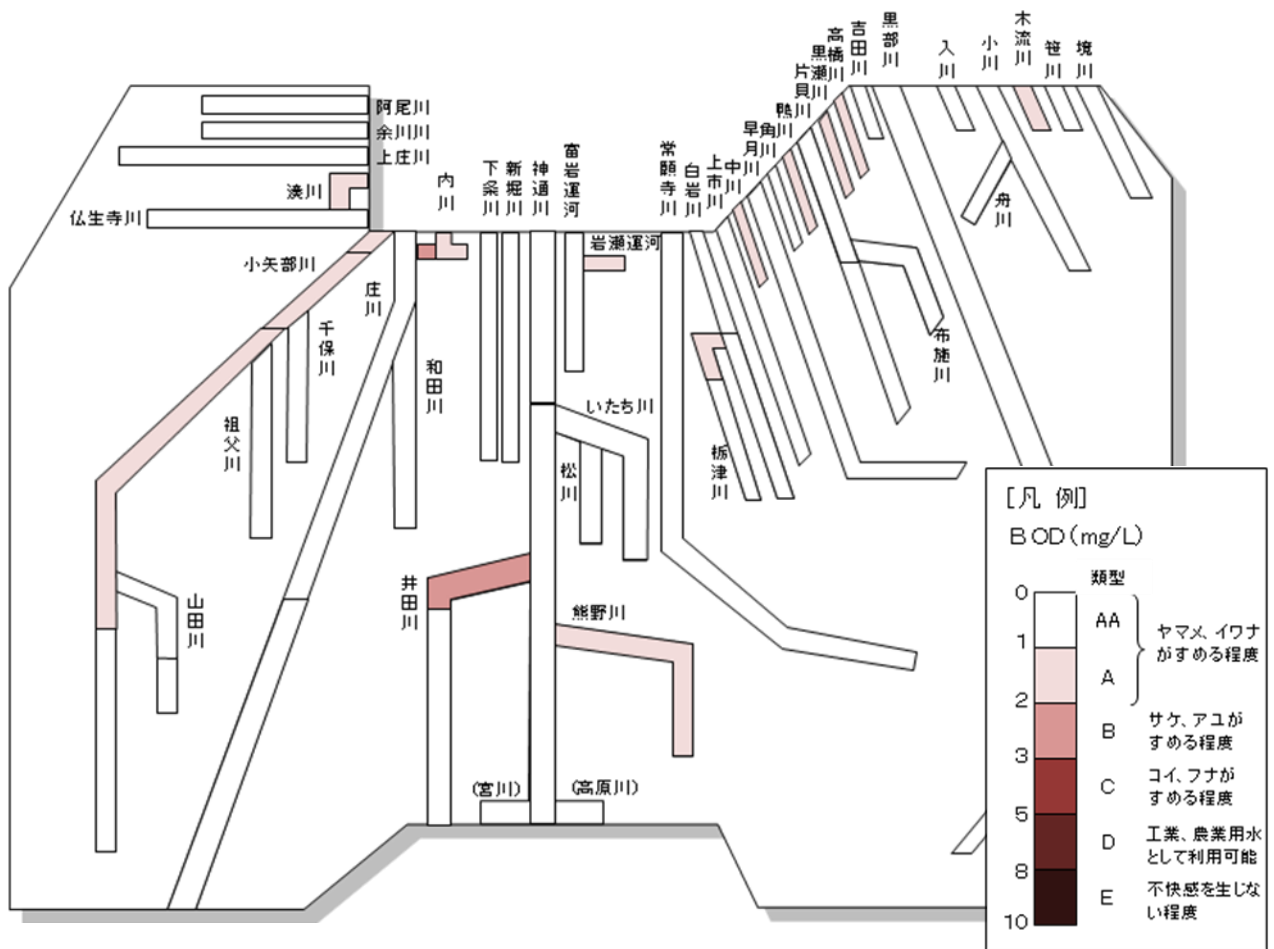 木流川
黒部川
吉田川
小川
高橋川
入川
笹川
境川
黒瀬川
片貝川
鴨川
角川
早月川
中川
上市川
白岩川
常願寺川
富岩運河
神通川
新堀川
下条川
内川
阿尾川
余川川
上庄川
湊川
仏生寺川
舟川
岩瀬運河
小矢部川
庄川
千保川
布施川
和田川
いたち川
祖父川
松川
栃津川
山田川
井田川
熊野川
(宮川)
(高原川)
[凡 例]
BOD(mg/L)
類型
0
AA
1
A
2
B
3
C
5
D
8
E
10
ヤマメ、イワナ
がすめる程度
サケ、アユが
すめる程度
コイ、フナが
すめる程度
工業、農業用水
として利用可能
不快感を生じな
い程度